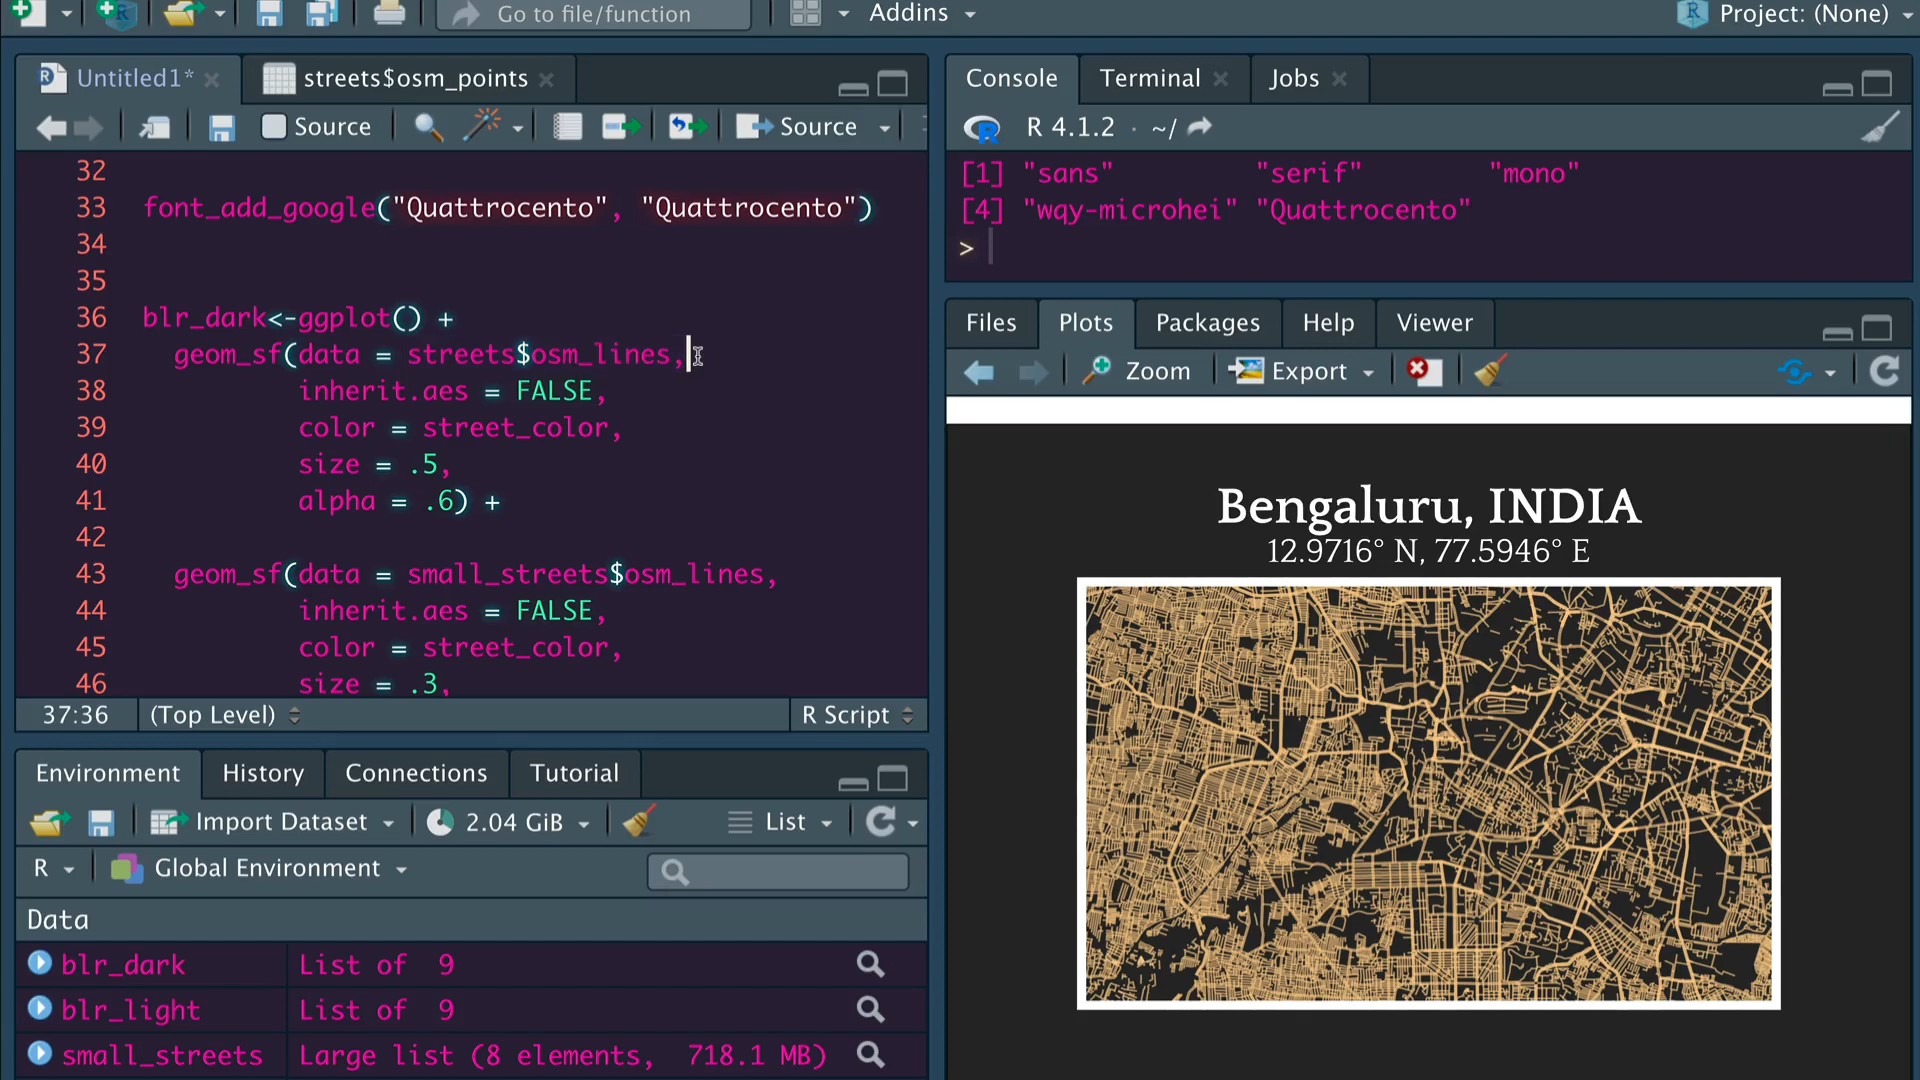 Go to file/function
Addins
Project: (None)
Untitled1*
streets$osm_points
Source
Source
32
33 font_add_google("Quattrocento", "Quattrocento")
34
35
36 blr_dark<-ggplot() +
37 geom_sf(data = streets$osm_lines,
38 inherit.aes = FALSE,
39 color = street_color,
40 size = .5,
41 alpha = .6) +
42
43 geom_sf(data = small_streets$osm_lines,
44 inherit.aes = FALSE,
45 color = street_color,
46 size = .3,
37:36 (Top Level) R Script
Environment History Connections Tutorial
Import Dataset 2.04 GiB List
R Global Environment
Data
blr_dark List of 9
blr_light List of 9
small_streets Large list (8 elements, 718.1 MB)
Console Terminal Jobs
R 4.1.2 · ~/
[1] "sans" "serif" "mono"
[4] "wqy-microhei" "Quattrocento"
>
Files Plots Packages Help Viewer
Zoom Export
Bengaluru, INDIA
12.9716° N, 77.5946° E